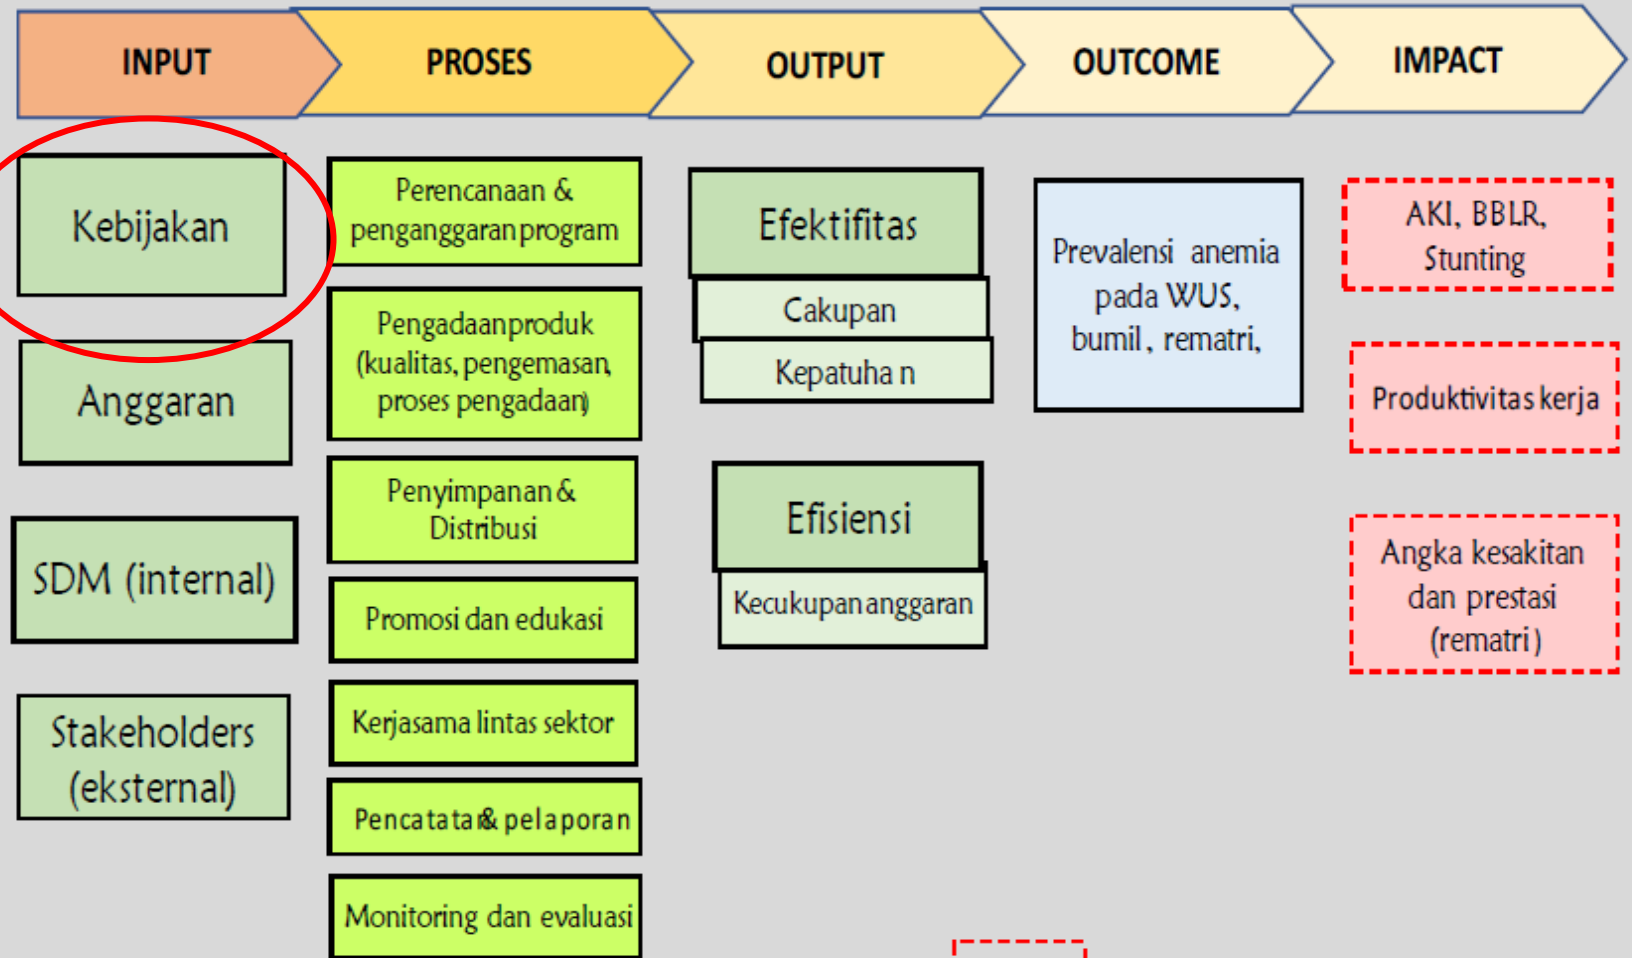 INPUT
PROSES
OUTPUT
OUTCOME
IMPACT
Kebijakan
Anggaran
SDM (internal)
Stakeholders
(eksternal)
Perencanaan &
penganggaran program
Pengadaan produk
(kualitas, pengemasan,
proses pengadaan)
Penyimpanan &
Distribusi
Promosi dan edukasi
Kerjasama lintas sektor
Pencatatan & pelaporan
Monitoring dan evaluasi
Efektifitas
Cakupan
Kepatuhan
Efisiensi
Kecukupan anggaran
Prevalensi anemia
pada WUS,
bumil, rematri,
AKI, BBLR,
Stunting
Produktivitas kerja
Angka kesakitan
dan prestasi
(rematri)